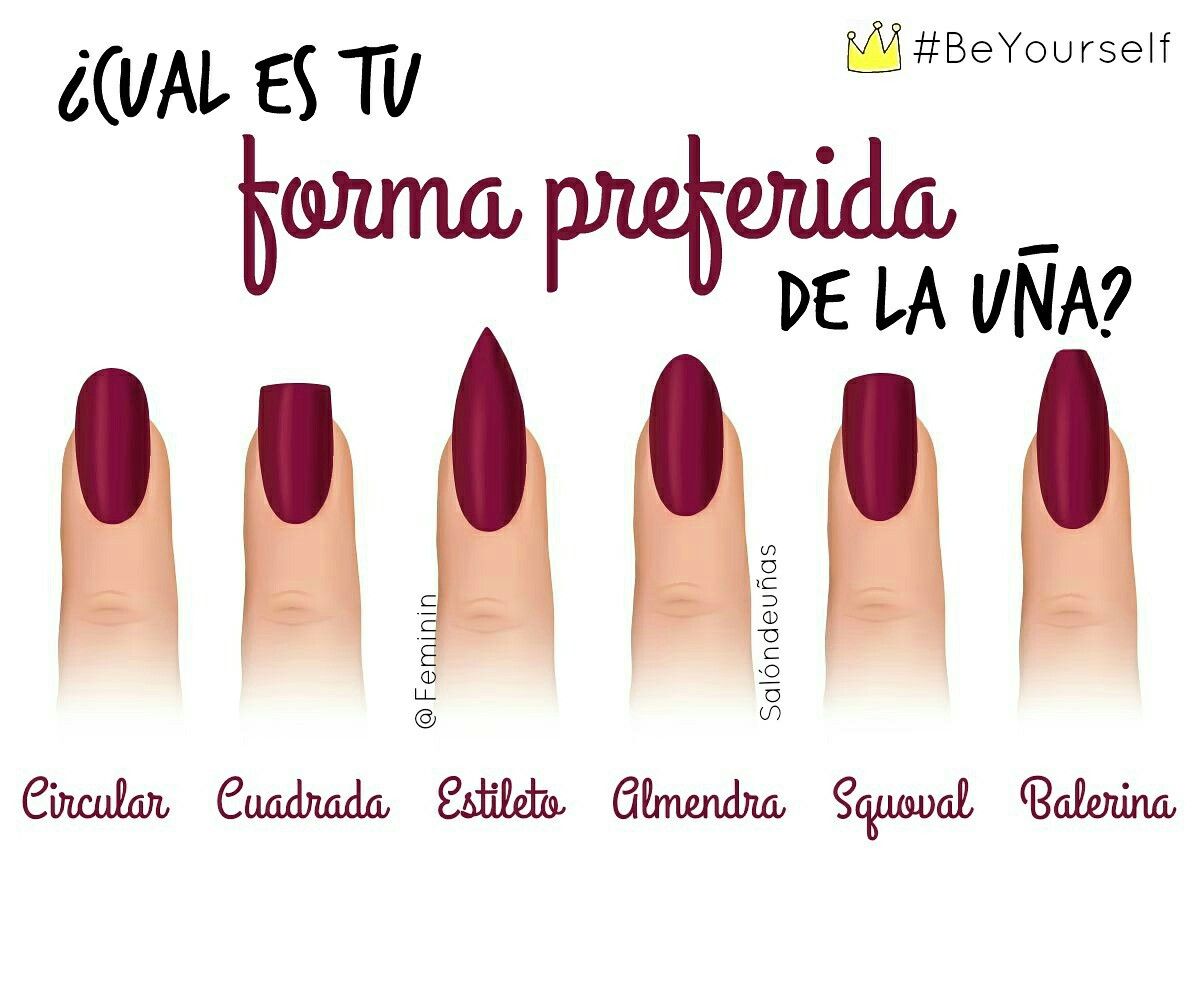 #BeYourself
¿CUAL ES TU
forma preferida
DE LA UÑA?
@Feminin
Salóndeuñas
Circular Cuadrada Estileto Almendra Squoval Balerina